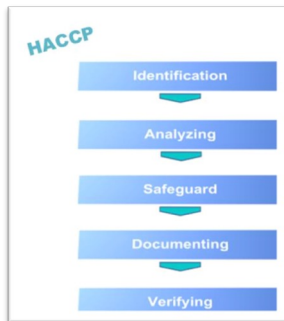 HACCP
Identification
Analyzing
Safeguard
Documenting
Verifying